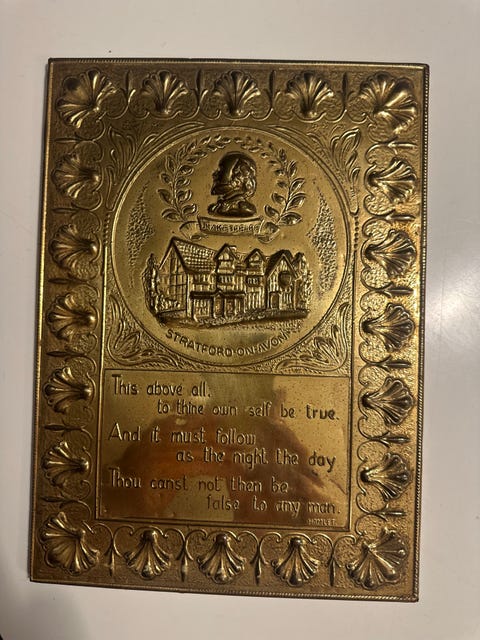 SHAKESPEARE
STRATFORD-ON-AVON
This above all.
to thine own self be true.
And it must follow
as the night the day
Thou canst not then be
false to any man.
HAMLET.